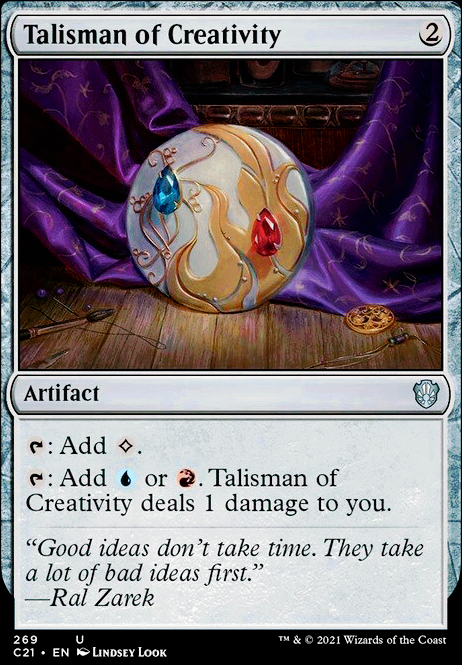 Talisman of Creativity 2
Artifact
: Add .
: Add or . Talisman of
Creativity deals 1 damage to you.
“Good ideas don’t take time. They take
a lot of bad ideas first.”
—Ral Zarek
269 U
C21 • EN Lindsey Look
™ & © 2021 Wizards of the Coast